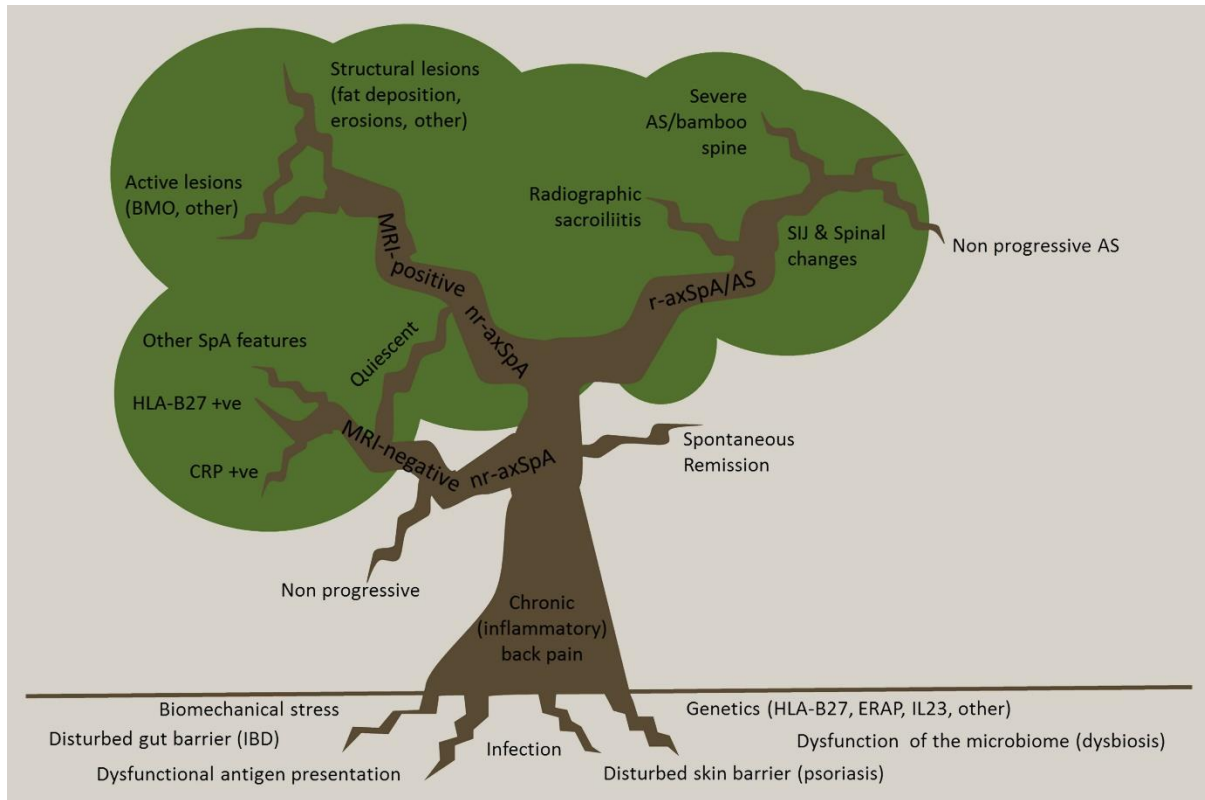 Structural lesions
(fat deposition,
erosions, other)
Active lesions
(BMO, other)
MRI-positive nr-axSpA
Severe
AS/bamboo
spine
Radiographic
sacroiliitis
SIJ & Spinal
changes
Non progressive AS
r-axSpA/AS
Other SpA features
Quiescent
HLA-B27 +ve
CRP +ve
MRI-negative nr-axSpA
Spontaneous
Remission
Non progressive
Chronic
(inflammatory)
back pain
Biomechanical stress
Disturbed gut barrier (IBD)
Dysfunctional antigen presentation
Infection
Genetics (HLA-B27, ERAP, IL23, other)
Dysfunction of the microbiome (dysbiosis)
Disturbed skin barrier (psoriasis)